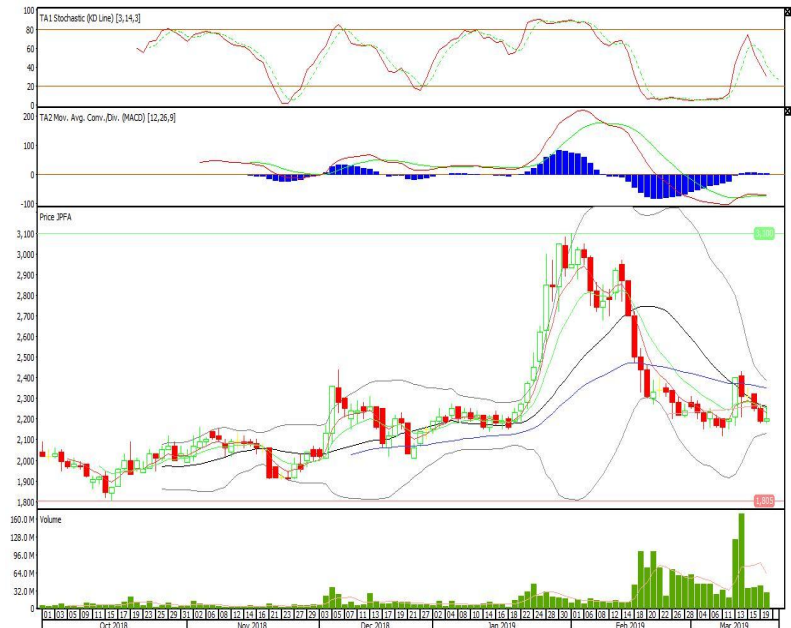 100
TA1 Stochastic (KD Line) [3,14,3]
80
60
40
20
0
200
TA2 Mov. Avg. Conv./Div. (MACD) [12,26,9]
100
0
-100
Price JPFA
3,100
3,000
2,900
2,800
2,700
2,600
2,500
2,400
2,300
2,200
2,100
2,000
1,900
1,800
1,805
Volume
160.0 M
128.0 M
96.0 M
64.0 M
32.0 M
0
01 03 05 09 11 15 17 19 23 25 29 31 02 06 08 12 14 16 21 23 27 29 03 05 07 11 13 17 19 21 27 02 04 08 10 14 16 18 22 24 28 30 01 06 08 12 14 18 20 22 26 28 04 06 11 13 15 19
Oct 2018 Nov 2018 Dec 2018 Jan 2019 Feb 2019 Mar 2019